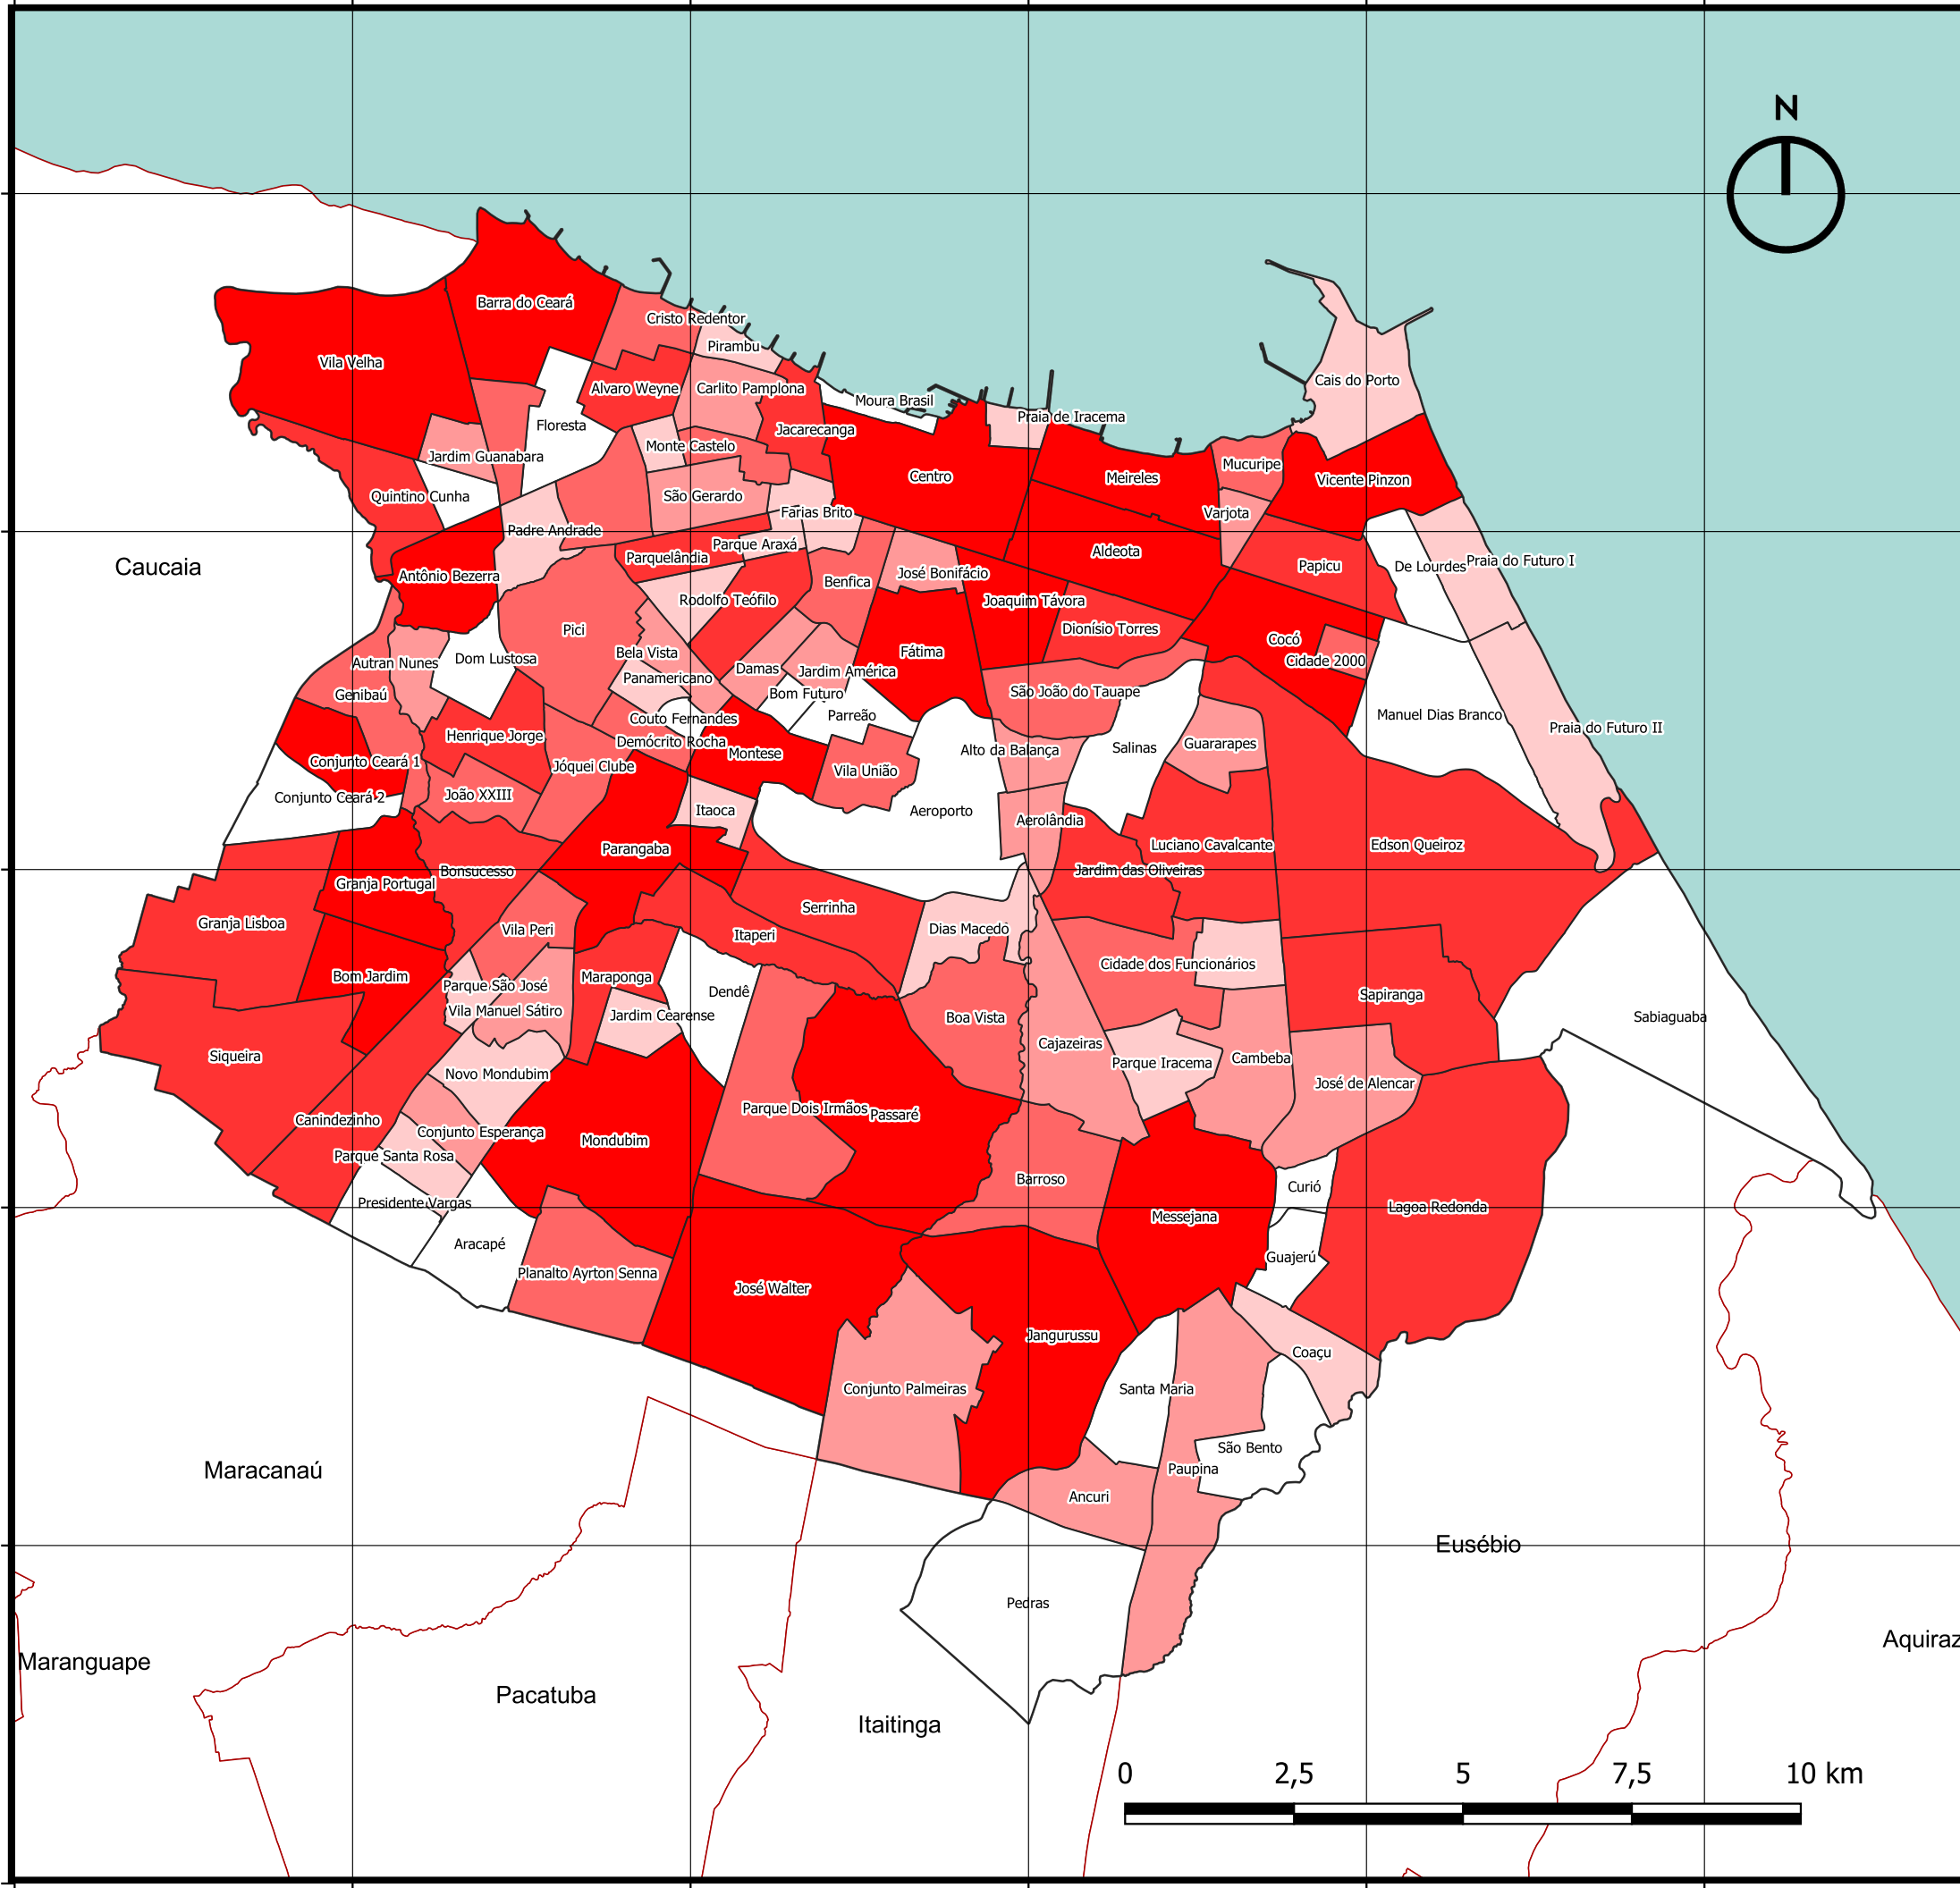 N
Barra do Ceará
Cristo Redentor
Pirambu
Vila Velha
Cais do Porto
Alvaro Weyne
Carlito Pamplona
Moura Brasil
Praia de Iracema
Floresta
Jacarecanga
Monte Castelo
Jardim Guanabara
Mucuripe
Centro
Meireles
Vicente Pinzon
Quintino Cunha
São Gerardo
Farias Brito
Varjota
Padre Andrade
Parque Araxá
Aldeota
Parquelândia
Praia do Futuro I
Caucaia
Papicu
De Lourdes
Antônio Bezerra
José Bonifácio
Benfica
Rodolfo Teófilo
Joaquim Távora
Pici
Dionísio Torres
Cocó
Bela Vista
Fátima
Dom Lustosa
Cidade 2000
Autran Nunes
Damas
Jardim América
Panamericano
Genibaú
Bom Futuro
São João do Tauape
Couto Fernandes
Parreão
Manuel Dias Branco
Praia do Futuro II
Henrique Jorge
Demócrito Rocha
Montese
Alto da Balança
Salinas
Guararapes
Conjunto Ceará 1
Jóquei Clube
Vila União
João XXIII
Conjunto Ceará 2
Itaoca
Aeroporto
Aerolândia
Parangaba
Luciano Cavalcante
Edson Queiroz
Bonsucesso
Jardim das Oliveiras
Granja Portugal
Serrinha
Granja Lisboa
Vila Peri
Dias Macedo
Itaperi
Cidade dos Funcionários
Bom Jardim
Maraponga
Parque São José
Dendê
Sapiranga
Vila Manuel Sátiro
Jardim Cearense
Boa Vista
Sabiaguaba
Cajazeiras
Siqueira
Cambeba
Parque Iracema
Novo Mondubim
José de Alencar
Parque Dois Irmãos
Passaré
Canindezinho
Conjunto Esperança
Mondubim
Parque Santa Rosa
Barroso
Curió
Presidente Vargas
Lagoa Redonda
Messejana
Aracapé
Guajerú
Planalto Ayrton Senna
José Walter
Jangurussu
Coaçu
Conjunto Palmeiras
Santa Maria
São Bento
Maracanaú
Paupina
Ancuri
Eusébio
Pedras
Aquiraz
Maranguape
Pacatuba
Itaitinga
0 2,5 5 7,5 10 km